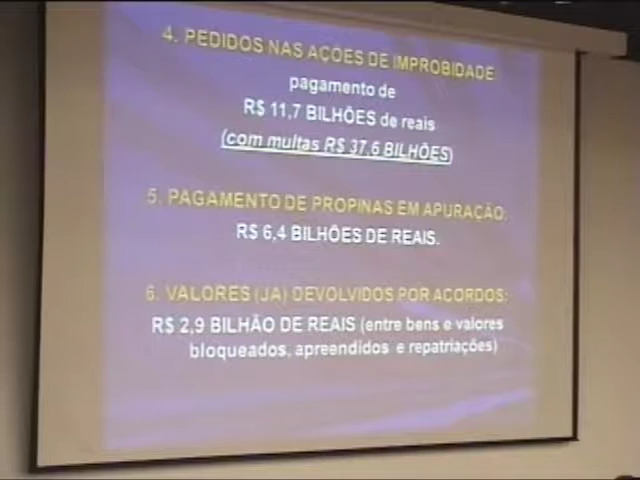 4. PEDIDOS NAS AÇÕES DE IMPROBIDADE
pagamento de
R$ 11,7 BILHÕES de reais
(com multas R$ 37,6 BILHÕES)
5. PAGAMENTO DE PROPINAS EM APURAÇÃO:
R$ 6,4 BILHÕES DE REAIS.
6. VALORES (JA) DEVOLVIDOS POR ACORDOS:
R$ 2,9 BILHÃO DE REAIS (entre bens e valores
bloqueados, apreendidos e repatriações)